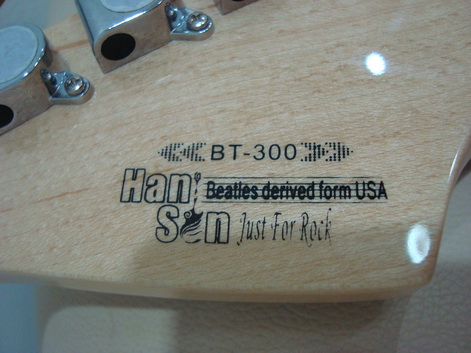 BT-300
Han Beatles derived form USA
Son Just For Rock